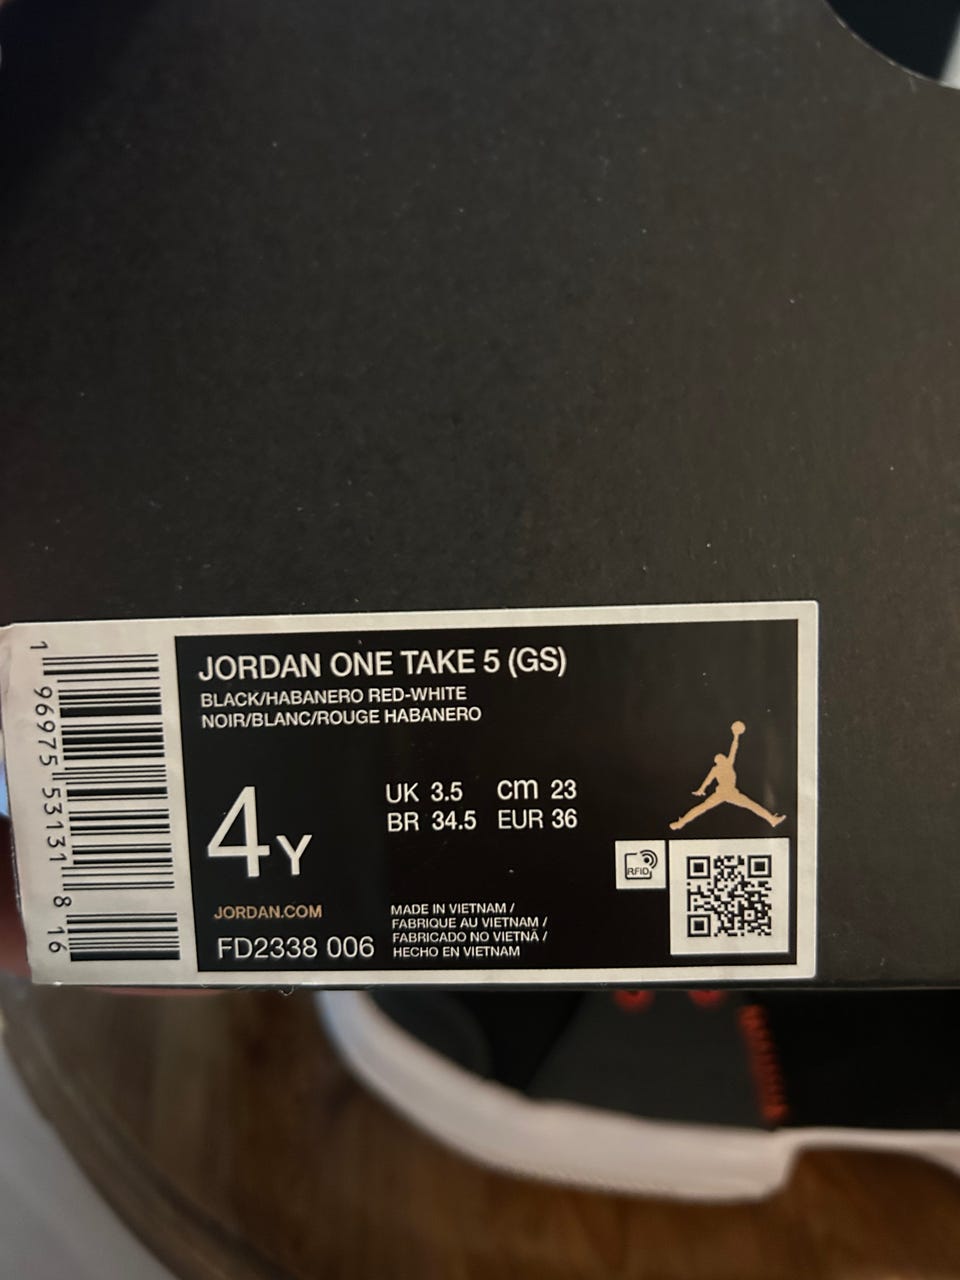 JORDAN ONE TAKE 5 (GS)
BLACK/HABANERO RED-WHITE
NOIR/BLANC/ROUGE HABANERO
4Y
UK 3.5 cm 23
BR 34.5 EUR 36
RFID
JORDAN.COM
FD2338 006
MADE IN VIETNAM /
FABRIQUE AU VIETNAM /
FABRICADO NO VIETNÃ /
HECHO EN VIETNAM
1 96975 53131 8 16